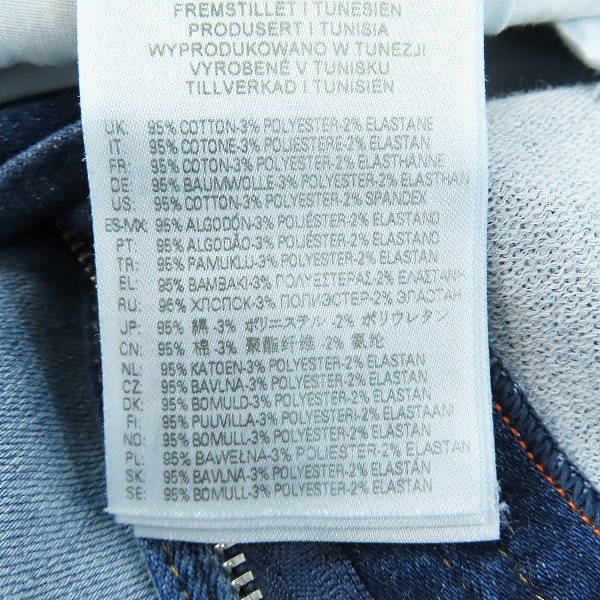 FREMSTILLET I TUNESIEN
PRODUSERT I TUNISIA
WYPRODUKOWANO W TUNEZJI
VYROBENÉ V TUNISKU
TILLVERKAD I TUNISIEN
UK: 95% COTTON-3% POLYESTER-2% ELASTANE
IT: 95% COTONE-3% POLIESTERE-2% ELASTAN
FR: 95% COTON-3% POLYESTER-2% ELASTHANNE
DE: 95% BAUMWOLLE-3% POLYESTER-2% ELASTHAN
US: 95% COTTON-3% POLYESTER-2% SPANDEX
ES-MX: 95% ALGODÓN-3% POLIÉSTER-2% ELASTANO
PT: 95% ALGODÃO-3% POLIÉSTER-2% ELASTANO
TR: 95% PAMUKLU-3% POLYESTER-2% ELASTAN
EL: 95% ΒΑΜΒΑΚΙ-3% ΠΟΛΥΕΣΤΕΡΑΣ-2% ΕΛΑΣΤΑΝΗ
RU: 95% ХЛОПОК-3% ПОЛИЭСТЕР-2% ЭЛАСТАН
JP: 95% 綿 -3% ポリエステル -2% ポリウレタン
CN: 95% 棉 -3% 聚酯纤维 -2% 氨纶
NL: 95% KATOEN-3% POLYESTER-2% ELASTAN
CZ: 95% BAVLNA-3% POLYESTER-2% ELASTAN
DK: 95% BOMULD-3% POLYESTER-2% ELASTAN
FI: 95% PUUVILLA-3% POLYESTERI-2% ELASTAANI
NO: 95% BOMULL-3% POLYESTER-2% ELASTAN
PL: 95% BAWEŁNA-3% POLYESTER-2% ELASTAN
SK: 95% BAVLNA-3% POLYESTER-2% ELASTAN
SE: 95% BOMULL-3% POLYESTER-2% ELASTAN